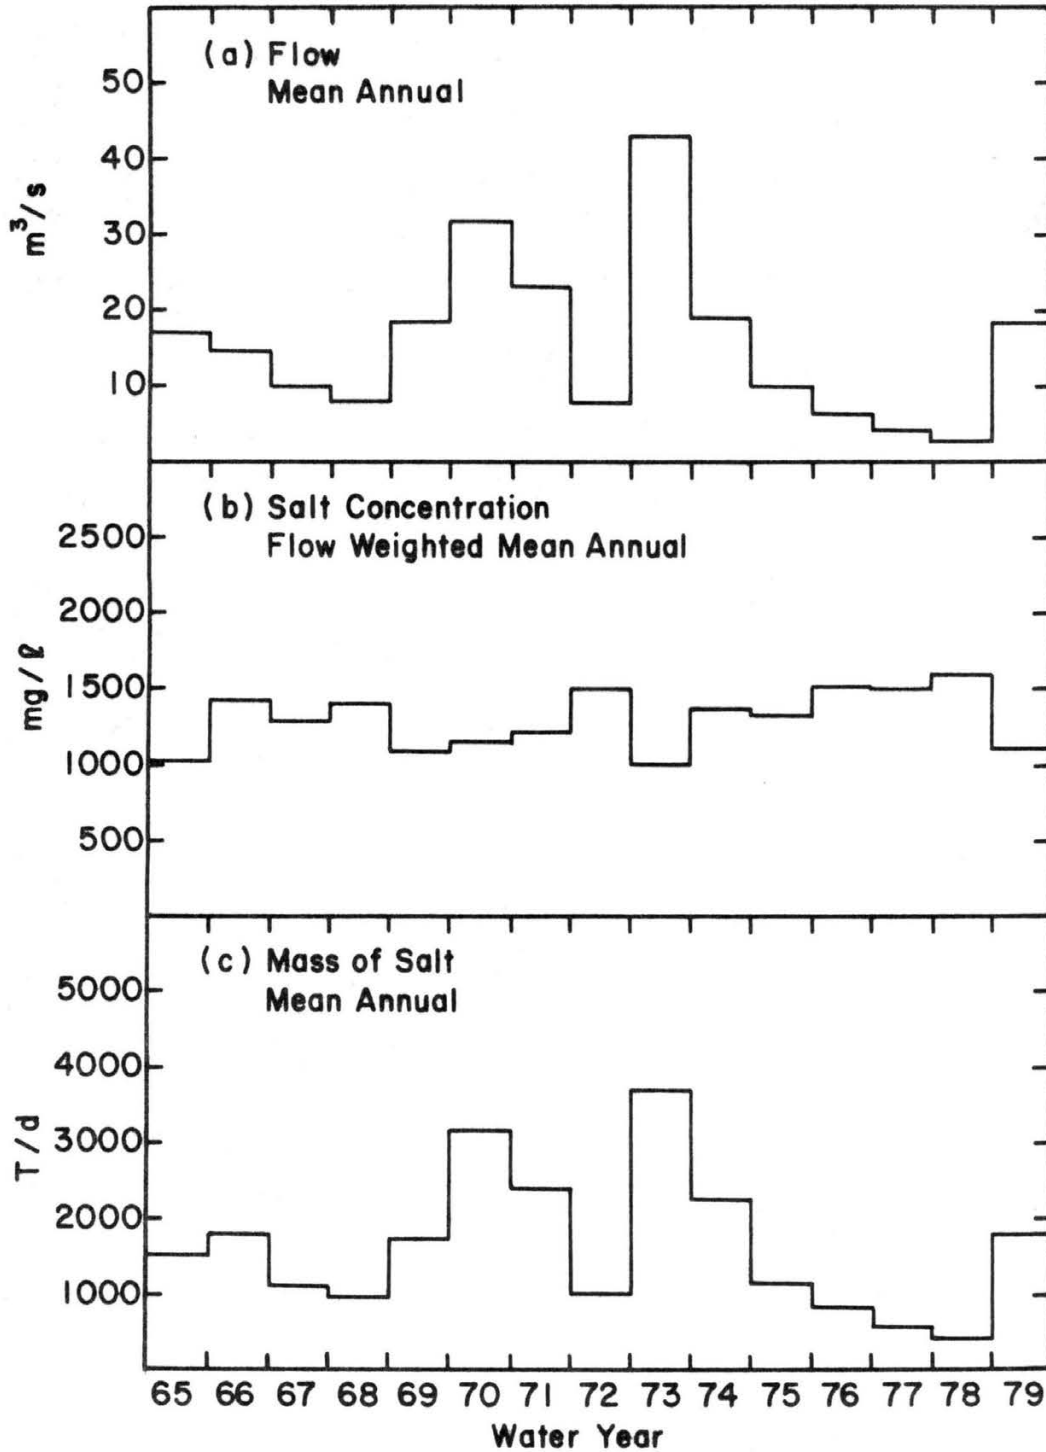 (a) Flow
Mean Annual
50
40
30
20
10
m³/s
(b) Salt Concentration
Flow Weighted Mean Annual
2500
2000
1500
1000
500
mg/ℓ
(c) Mass of Salt
Mean Annual
5000
4000
3000
2000
1000
T/d
65 66 67 68 69 70 71 72 73 74 75 76 77 78 79
Water Year